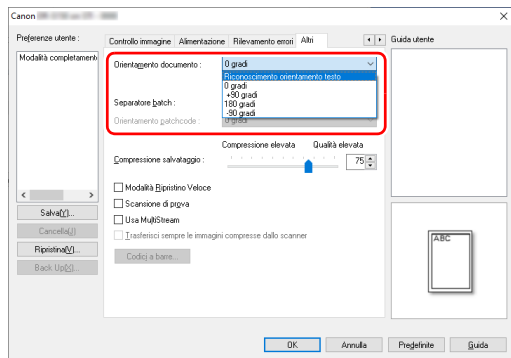 Canon
Preferenze utente :
Modalità completamente
Salva(Y)...
Cancella(J)
Ripristina(V)...
Back Up(X)...
Controllo immagine Alimentazione Rilevamento errori Altri
Orientamento documento : 0 gradi
Riconoscimento orientamento testo
0 gradi
+90 gradi
180 gradi
-90 gradi
Separatore batch :
Orientamento patchcode : 0 gradi
Compressione elevata Qualità elevata
Compressione salvataggio : 75
Modalità Ripristino Veloce
Scansione di prova
Usa MultiStream
Trasferisci sempre le immagini compresse dallo scanner
Codici a barre...
Guida utente
ABC
OK Annulla Predefinite Guida